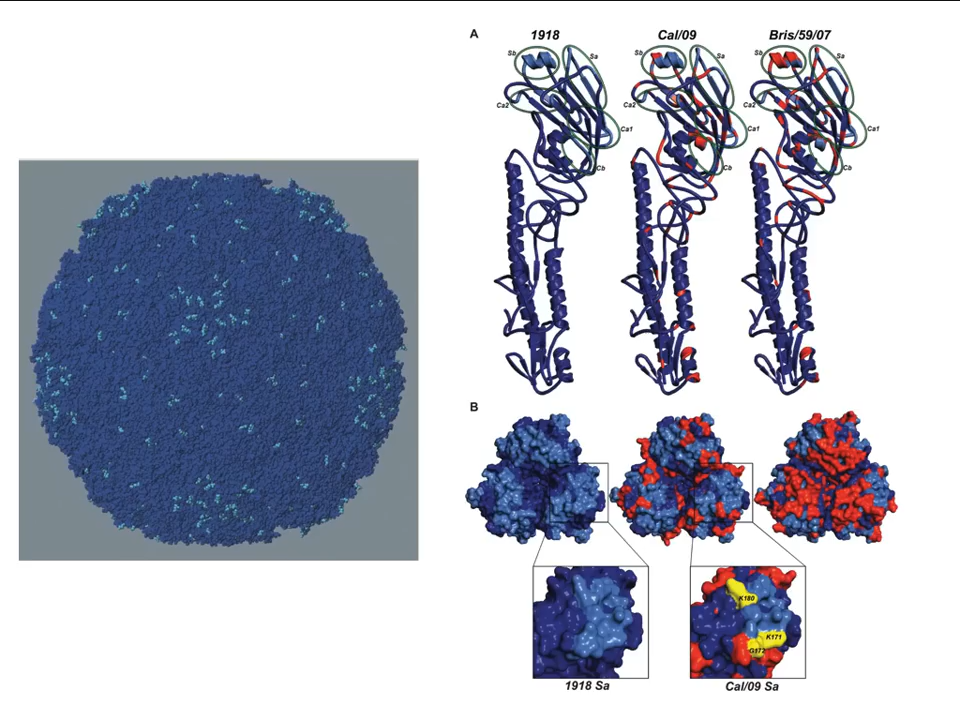 A
1918
Cal/09
Bris/59/07
Sb
Sa
Ca2
Ca1
Cb
Sb
Sa
Ca2
Ca1
Cb
Sb
Sa
Ca2
Ca1
Cb
B
K180
K171
G172
1918 Sa
Cal/09 Sa